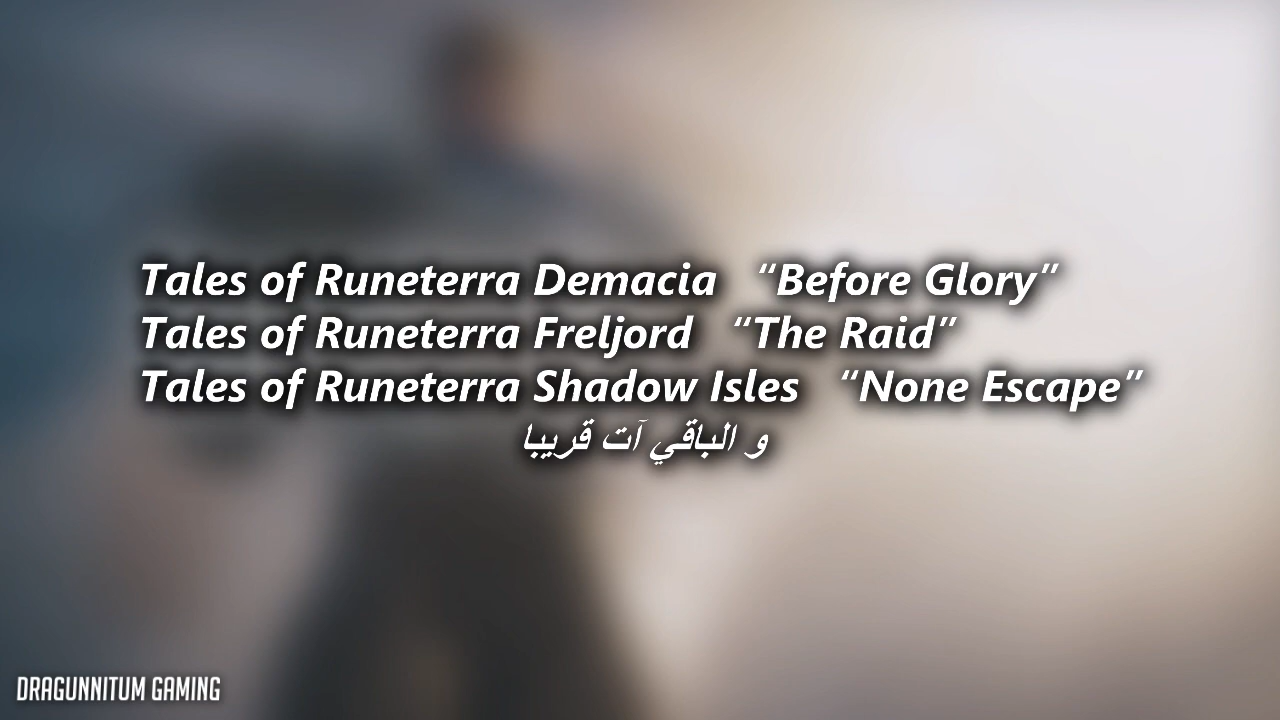 Tales of Runeterra Demacia “Before Glory”
Tales of Runeterra Freljord “The Raid”
Tales of Runeterra Shadow Isles “None Escape”
و الباقي آت قريبا
DRAGUNNITUM GAMING